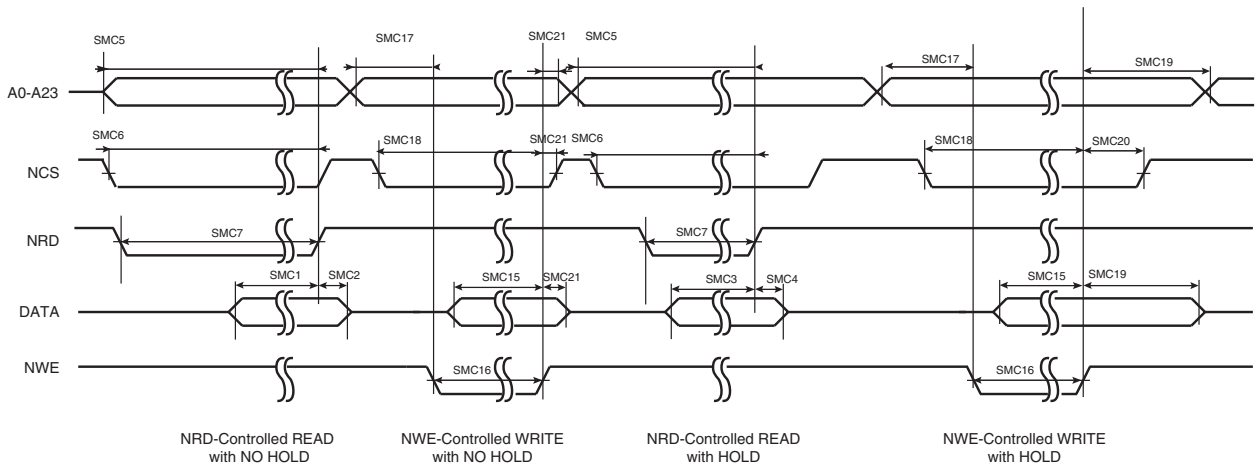 SMC5 SMC17 SMC21 SMC5 SMC17 SMC19
A0-A23
SMC6 SMC18 SMC21 SMC6 SMC18 SMC20
NCS
SMC7 SMC7
NRD
SMC1 SMC2 SMC15 SMC21 SMC3 SMC4 SMC15 SMC19
DATA
NWE SMC16 SMC16
NRD-Controlled READ
with NO HOLD
NWE-Controlled WRITE
with NO HOLD
NRD-Controlled READ
with HOLD
NWE-Controlled WRITE
with HOLD